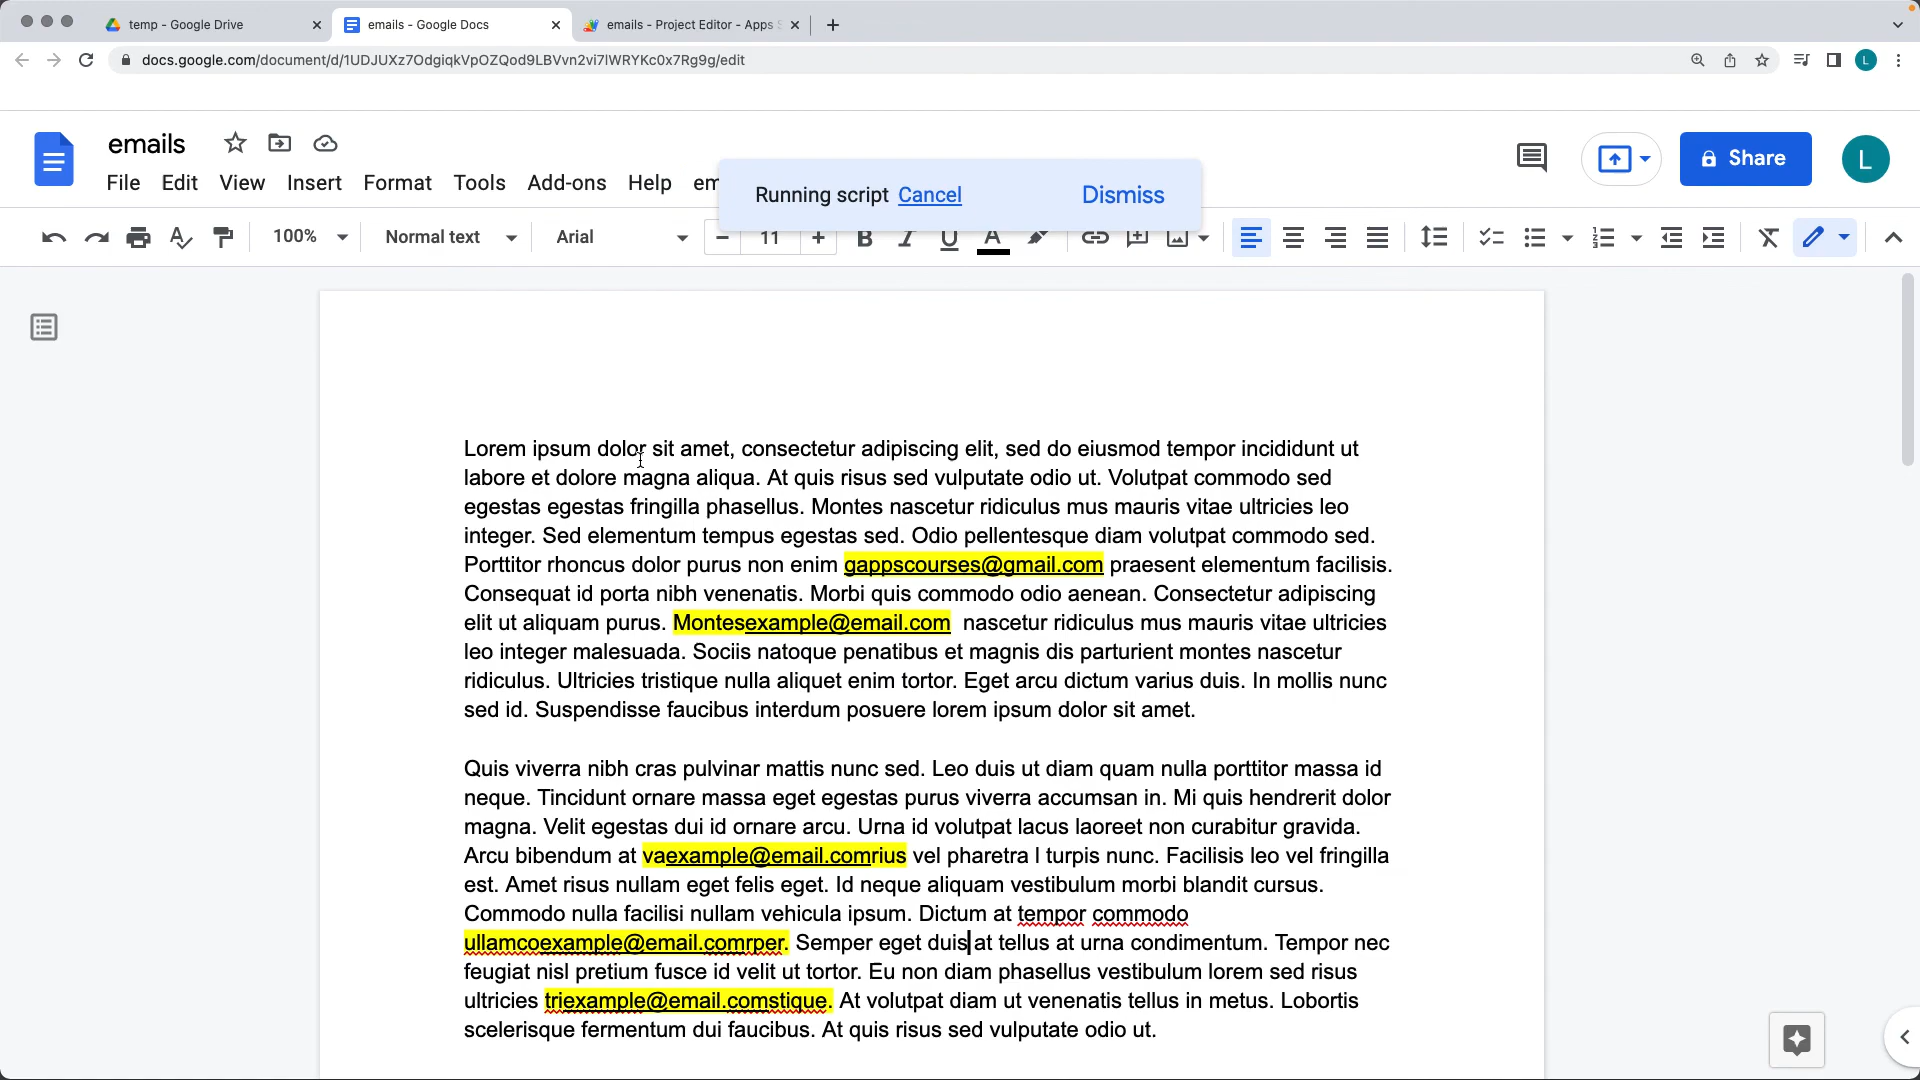 temp - Google Drive
emails - Google Docs
emails - Project Editor - Apps S
docs.google.com/document/d/1UDJUXz7OdgiqkVpOZQod9LBVvn2vi7lWRYKc0x7Rg9g/edit
L
emails
File Edit View Insert Format Tools Add-ons Help em
Running script Cancel Dismiss
Share
L
100% Normal text Arial 11
Lorem ipsum dolor sit amet, consectetur adipiscing elit, sed do eiusmod tempor incididunt ut
labore et dolore magna aliqua. At quis risus sed vulputate odio ut. Volutpat commodo sed
egestas egestas fringilla phasellus. Montes nascetur ridiculus mus mauris vitae ultricies leo
integer. Sed elementum tempus egestas sed. Odio pellentesque diam volutpat commodo sed.
Porttitor rhoncus dolor purus non enim gappscourses@gmail.com praesent elementum facilisis.
Consequat id porta nibh venenatis. Morbi quis commodo odio aenean. Consectetur adipiscing
elit ut aliquam purus. Montesexample@email.com nascetur ridiculus mus mauris vitae ultricies
leo integer malesuada. Sociis natoque penatibus et magnis dis parturient montes nascetur
ridiculus. Ultricies tristique nulla aliquet enim tortor. Eget arcu dictum varius duis. In mollis nunc
sed id. Suspendisse faucibus interdum posuere lorem ipsum dolor sit amet.
Quis viverra nibh cras pulvinar mattis nunc sed. Leo duis ut diam quam nulla porttitor massa id
neque. Tincidunt ornare massa eget egestas purus viverra accumsan in. Mi quis hendrerit dolor
magna. Velit egestas dui id ornare arcu. Urna id volutpat lacus laoreet non curabitur gravida.
Arcu bibendum at vaexample@email.comrius vel pharetra l turpis nunc. Facilisis leo vel fringilla
est. Amet risus nullam eget felis eget. Id neque aliquam vestibulum morbi blandit cursus.
Commodo nulla facilisi nullam vehicula ipsum. Dictum at tempor commodo
ullamcoexample@email.comrper. Semper eget duis at tellus at urna condimentum. Tempor nec
feugiat nisl pretium fusce id velit ut tortor. Eu non diam phasellus vestibulum lorem sed risus
ultricies triexample@email.comstique. At volutpat diam ut venenatis tellus in metus. Lobortis
scelerisque fermentum dui faucibus. At quis risus sed vulputate odio ut.